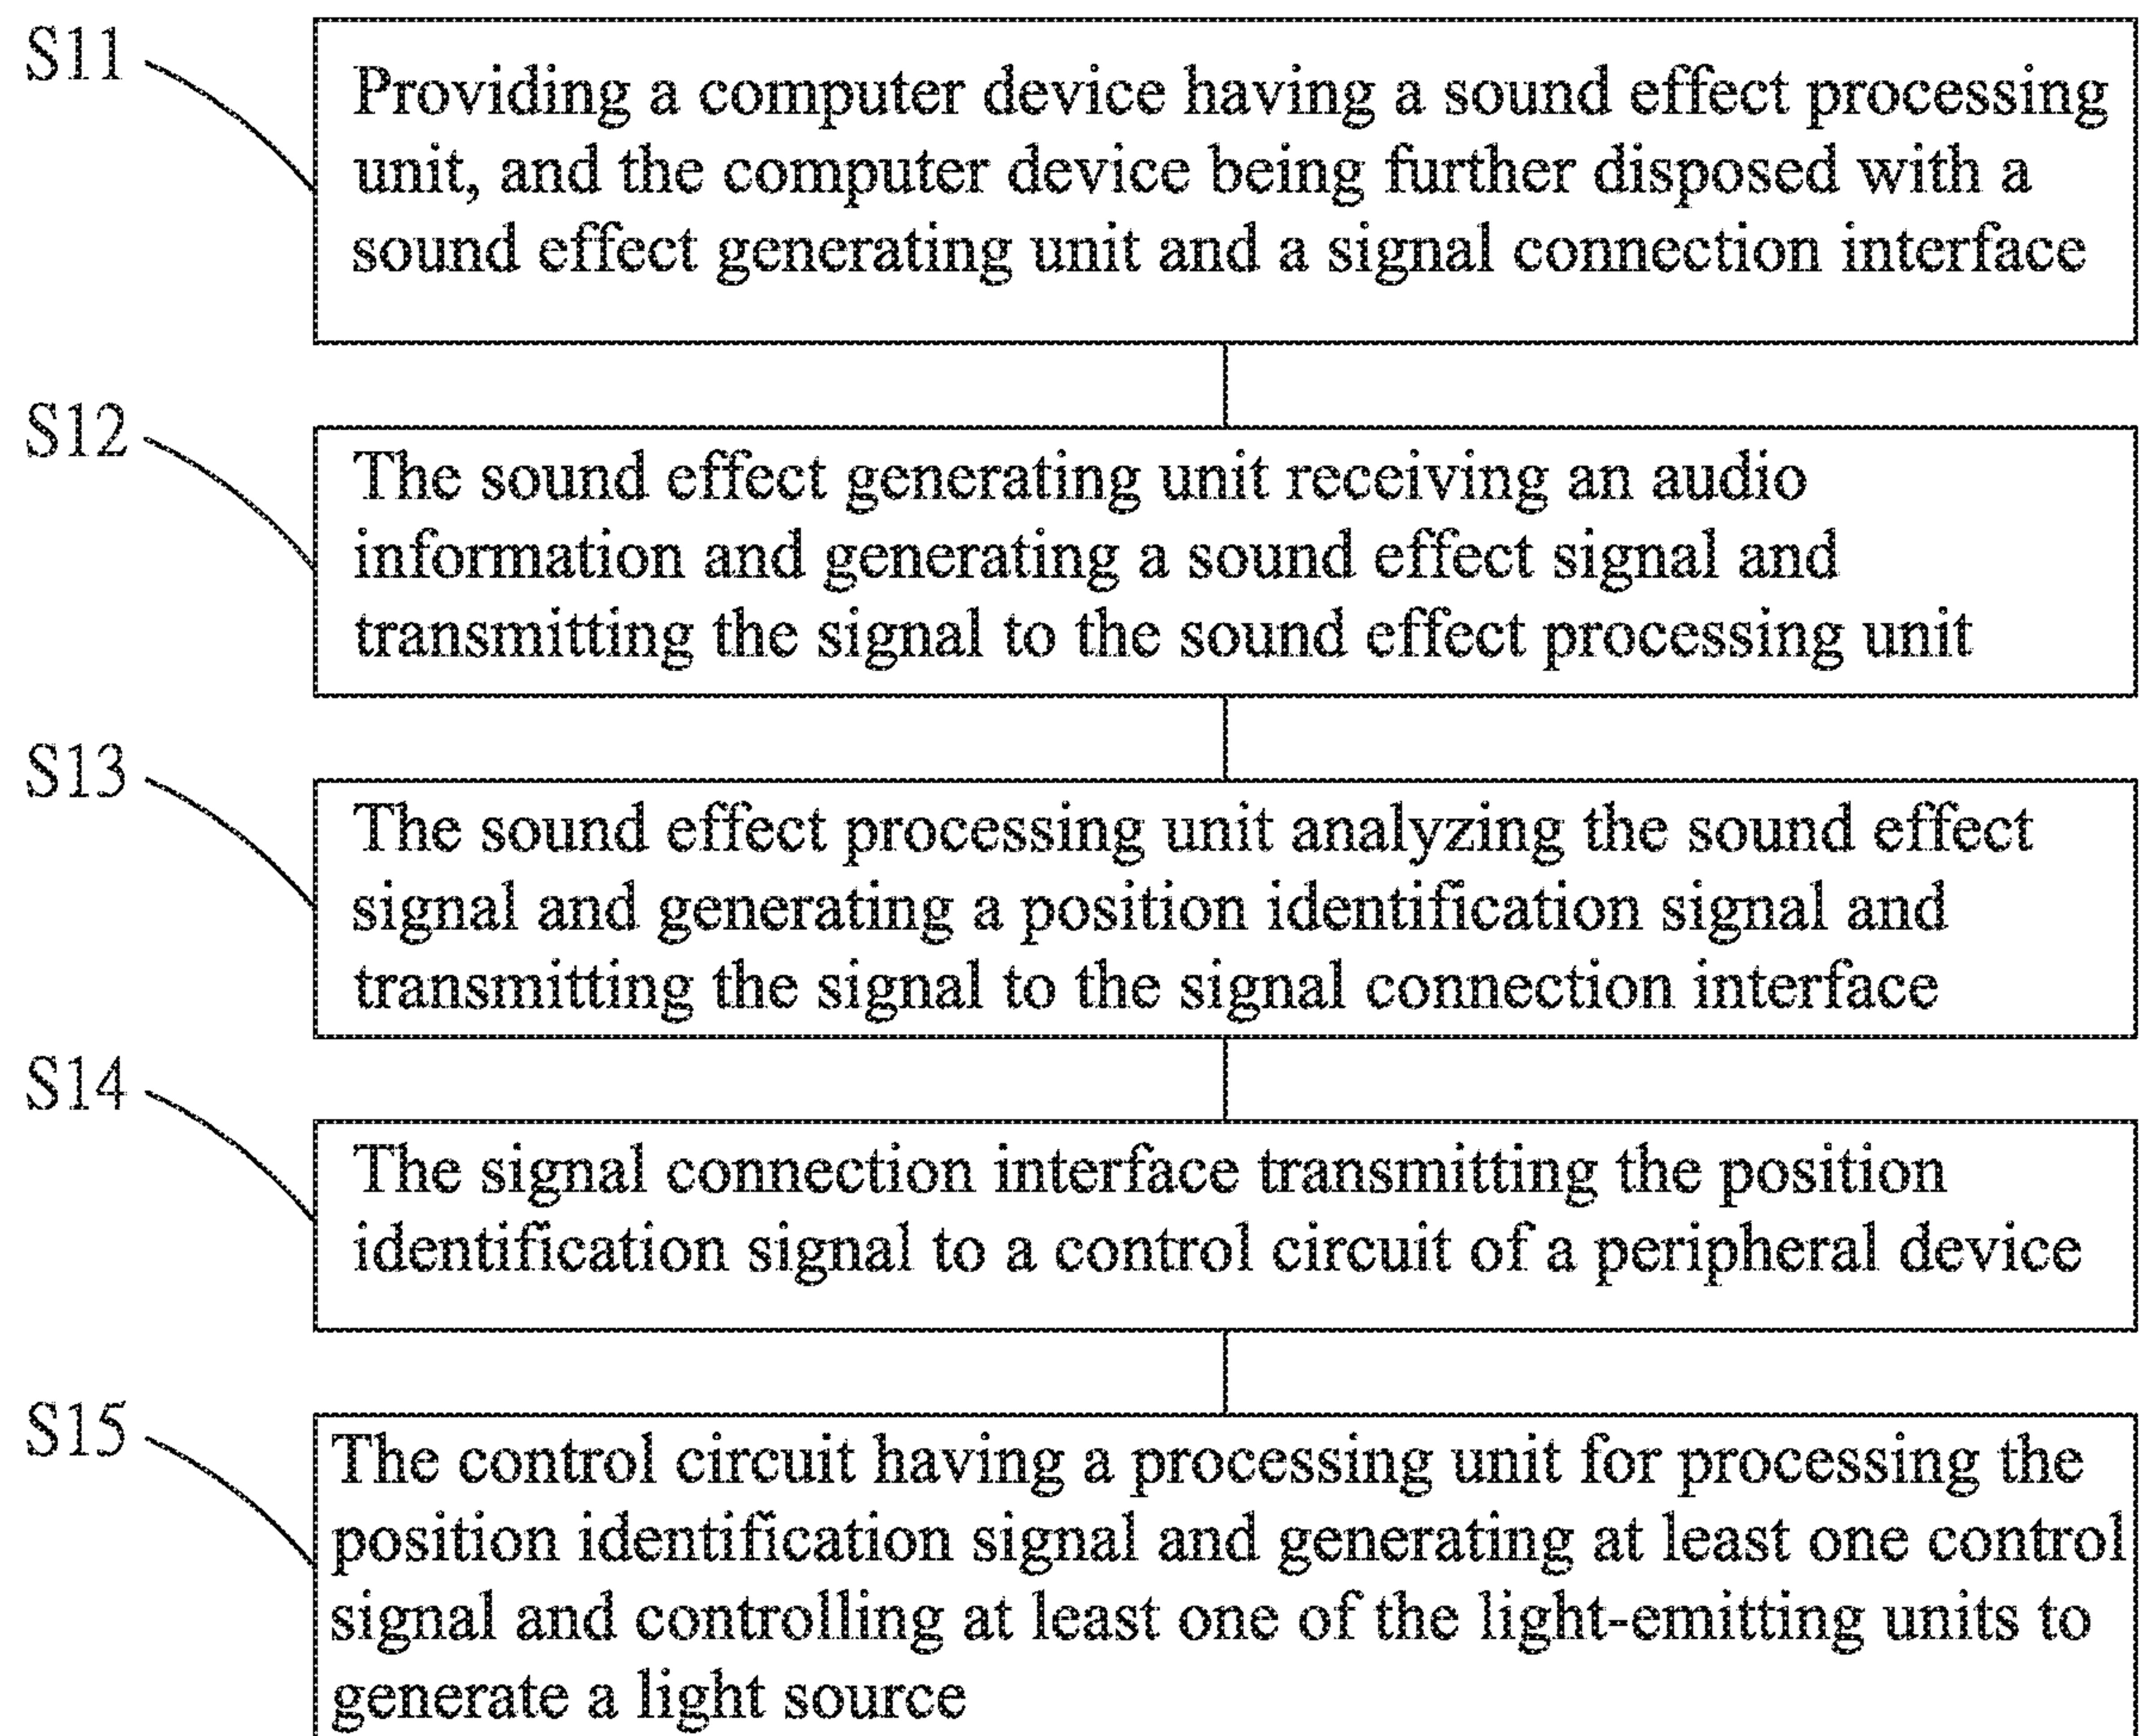 S11
Providing a computer device having a sound effect processing
unit, and the computer device being further disposed with a
sound effect generating unit and a signal connection interface
S12
The sound effect generating unit receiving an audio
information and generating a sound effect signal and
transmitting the signal to the sound effect processing unit
S13
The sound effect processing unit analyzing the sound effect
signal and generating a position identification signal and
transmitting the signal to the signal connection interface
S14
The signal connection interface transmitting the position
identification signal to a control circuit of a peripheral device
S15
The control circuit having a processing unit for processing the
position identification signal and generating at least one control
signal and controlling at least one of the light-emitting units to
generate a light source